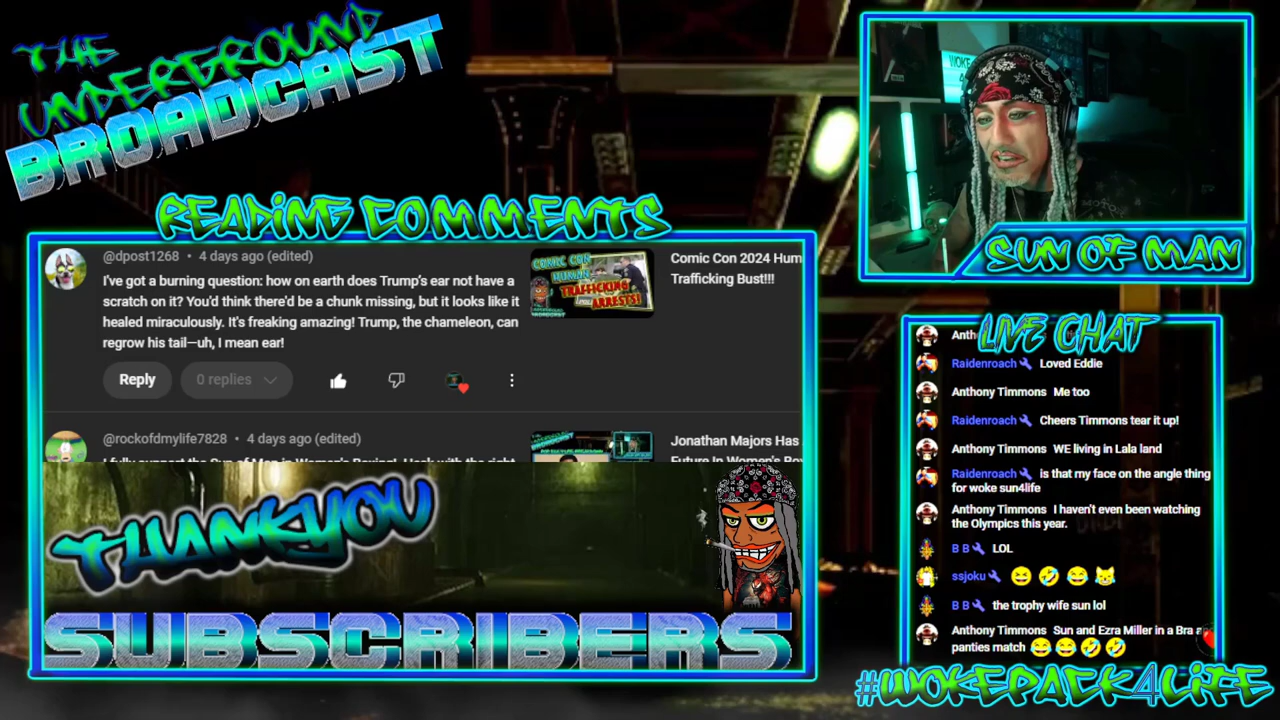 THE
UNDERGROUND
BROADCAST
READING COMMENTS
@dpost1268 • 4 days ago (edited)
I've got a burning question: how on earth does Trump's ear not have a
scratch on it? You'd think there'd be a chunk missing, but it looks like it
healed miraculously. It's freaking amazing! Trump, the chameleon, can
regrow his tail—uh, I mean ear!
Reply
0 replies
COMIC CON
HUMAN
TRAFFICKING
ARRESTS!
Comic Con 2024 Hum
Trafficking Bust!!!
@rockofdmylife7828 • 4 days ago (edited)
Jonathan Majors Has
THANKYOU
SUBSCRIBERS
SUN OF MAN
LIVE CHAT
Anth
Raidenroach Loved Eddie
Anthony Timmons Me too
Raidenroach Cheers Timmons tear it up!
Anthony Timmons WE living in Lala land
Raidenroach is that my face on the angle thing
for woke sun4life
Anthony Timmons I haven't even been watching
the Olympics this year.
B B LOL
ssjoku 😆 🤣 😂 😹
B B the trophy wife sun lol
Anthony Timmons Sun and Ezra Miller in a Bra a
panties match 😂 😂 🤣 🤣
#WOKEPACK4LIFE